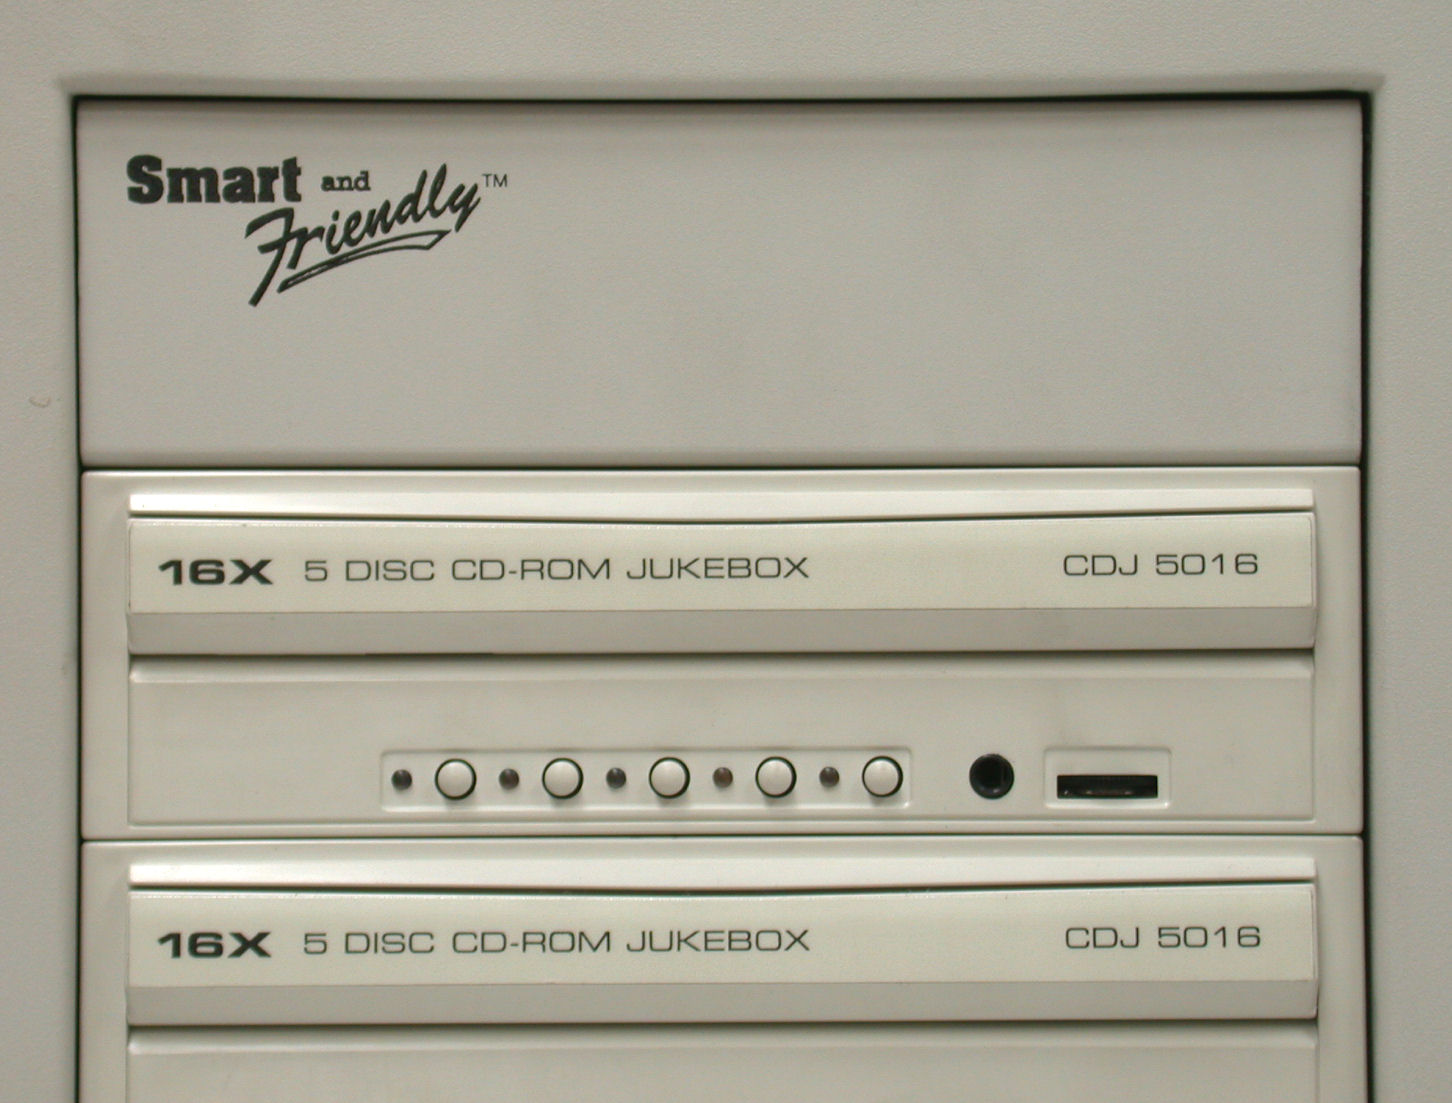 Smart and
Friendly™
16X 5 DISC CD-ROM JUKEBOX CDJ 5016
16X 5 DISC CD-ROM JUKEBOX CDJ 5016